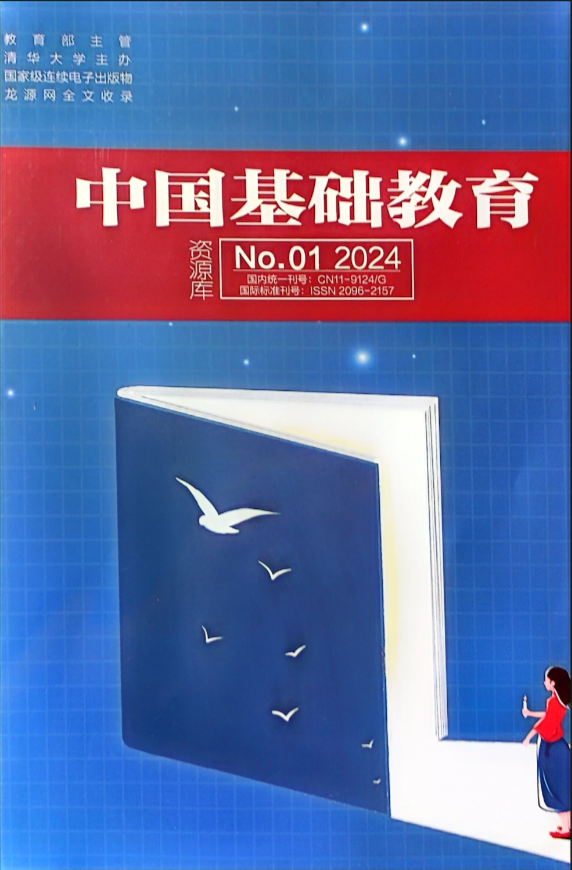 教育部主管
清华大学主办
国家级连续电子出版物
龙源网全文收录
中国基础教育
资源库
No.01 2024
国内统一刊号：CN11-9124/G
国际标准刊号：ISSN 2096-2157